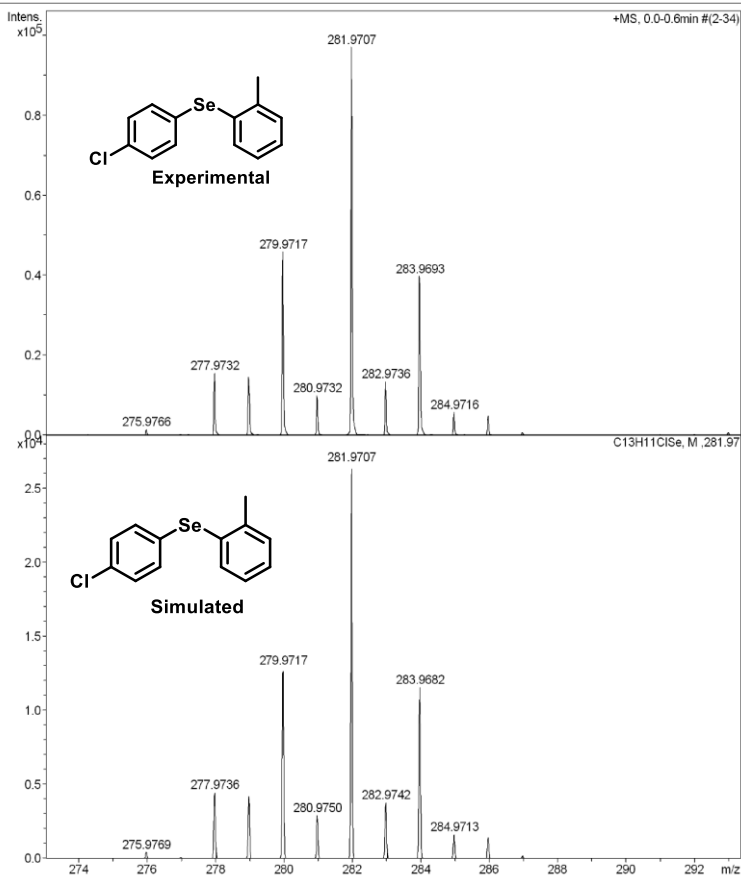 Intens.
x10⁵
+MS, 0.0-0.6min #(2-34)
281.9707
0.8
Se
Cl
Experimental
0.6
279.9717
0.4
283.9693
0.2
277.9732
282.9736
280.9732
284.9716
275.9766
0.0
x10⁴
C13H11ClSe, M ,281.97
281.9707
2.5
Se
2.0
Cl
Simulated
1.5
279.9717
283.9682
1.0
0.5
277.9736
282.9742
280.9750
284.9713
275.9769
0.0
274 276 278 280 282 284 286 288 290 292 m/z